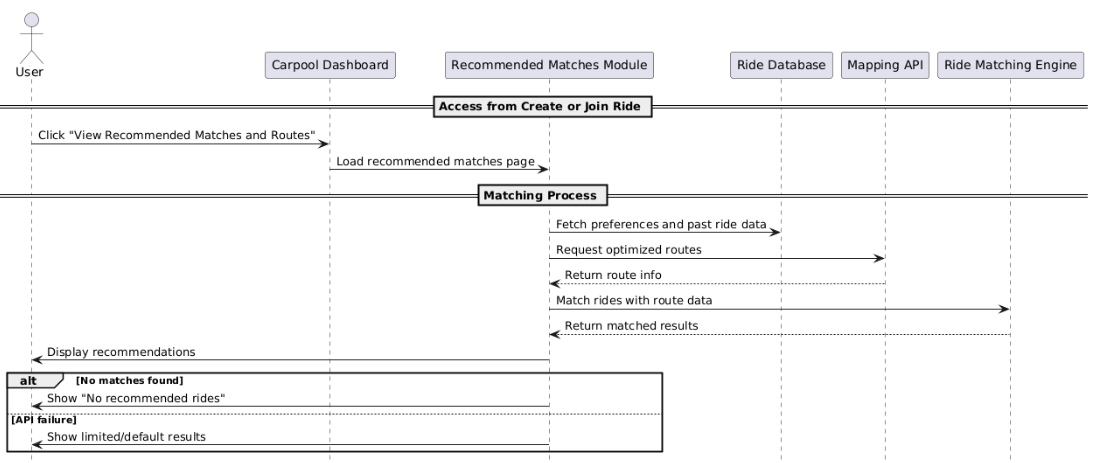 User
Carpool Dashboard
Recommended Matches Module
Ride Database
Mapping API
Ride Matching Engine
Access from Create or Join Ride
Click "View Recommended Matches and Routes"
Load recommended matches page
Matching Process
Fetch preferences and past ride data
Request optimized routes
Return route info
Match rides with route data
Return matched results
Display recommendations
alt [No matches found]
Show "No recommended rides"
[API failure]
Show limited/default results